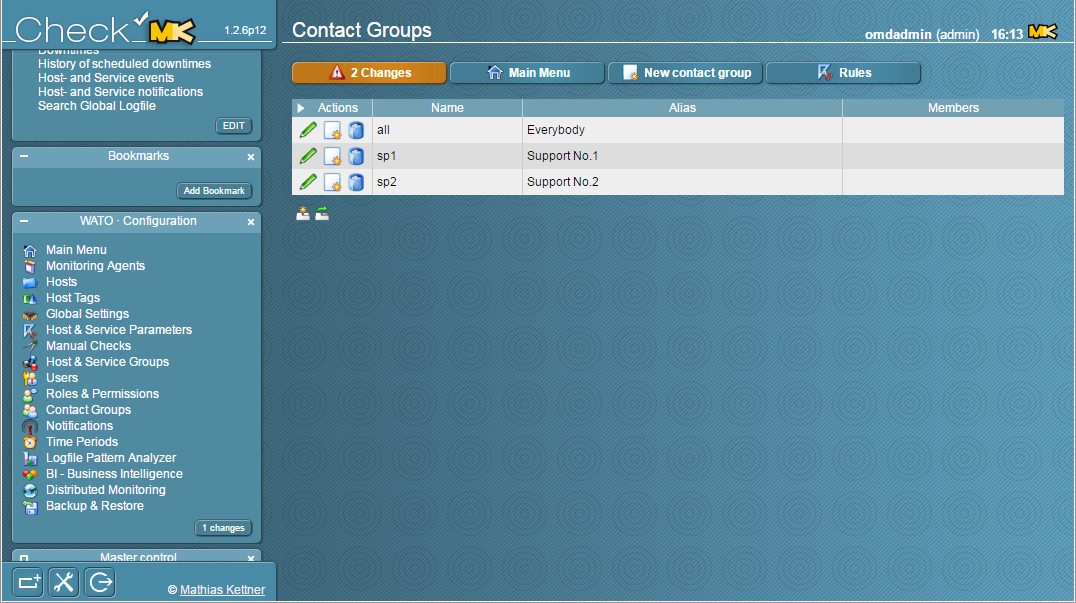 Check MK 1.2.6p12
Downtimes
History of scheduled downtimes
Host- and Service events
Host- and Service notifications
Search Global Logfile
EDIT
Bookmarks
Add Bookmark
WATO · Configuration
Main Menu
Monitoring Agents
Hosts
Host Tags
Global Settings
Host & Service Parameters
Manual Checks
Host & Service Groups
Users
Roles & Permissions
Contact Groups
Notifications
Time Periods
Logfile Pattern Analyzer
BI - Business Intelligence
Distributed Monitoring
Backup & Restore
1 changes
Master control
© Mathias Kettner
Contact Groups omdadmin (admin) 16:13 MK
2 Changes Main Menu New contact group Rules
Actions Name Alias Members
all Everybody
sp1 Support No.1
sp2 Support No.2